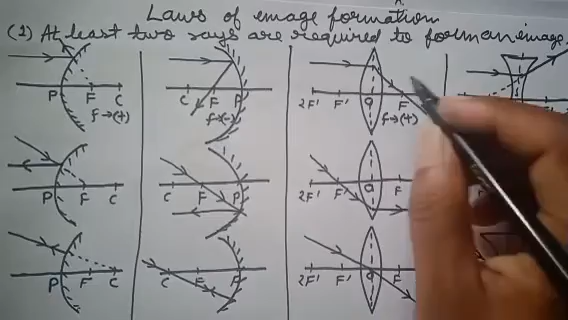 Laws of image formation
(1) At least two rays are required to form an image.
P F C
f→(+)
C F P
f→(-)
2F' F' O F
f→(+)
P F C
C F P
2F' F' O F
P F C
C F P
2F' F' O F